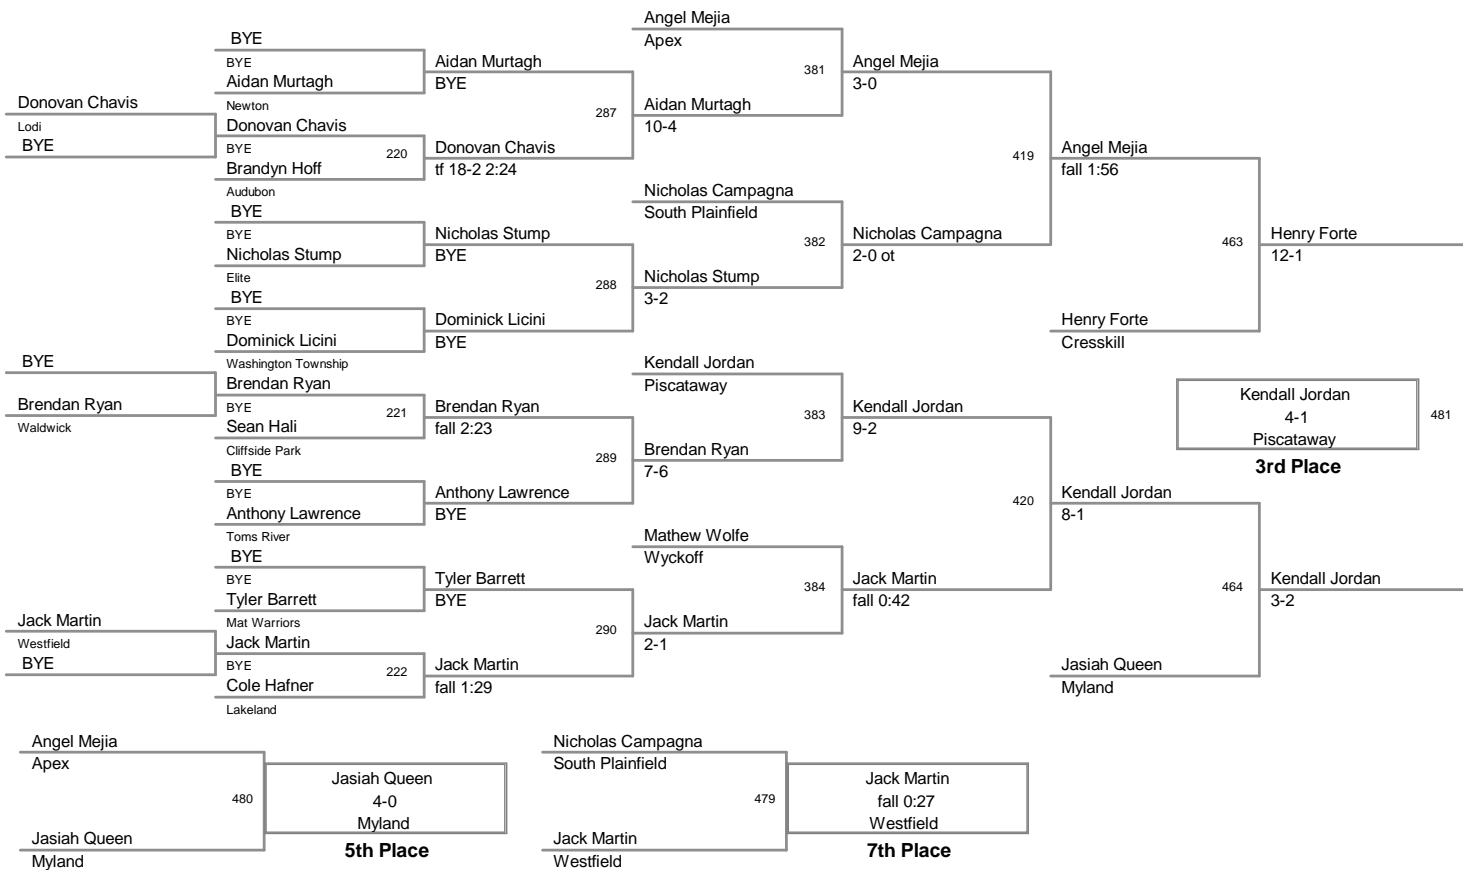 Angel Mejia
Apex
BYE
BYE
Aidan Murtagh
Aidan Murtagh
BYE
381
Angel Mejia
3-0
Donovan Chavis
Lodi
BYE
Newton
Donovan Chavis
BYE
Brandyn Hoff
220
Donovan Chavis
tf 18-2 2:24
287
Aidan Murtagh
10-4
419
Angel Mejia
fall 1:56
Audubon
BYE
BYE
Nicholas Stump
Nicholas Stump
BYE
Nicholas Campagna
South Plainfield
382
Nicholas Campagna
2-0 ot
463
Henry Forte
12-1
Elite
BYE
BYE
Dominick Licini
288
Nicholas Stump
3-2
Dominick Licini
BYE
Henry Forte
Cresskill
BYE
Brendan Ryan
Waldwick
Washington Township
Brendan Ryan
BYE
Sean Hali
221
Brendan Ryan
fall 2:23
Kendall Jordan
Piscataway
383
Kendall Jordan
9-2
Kendall Jordan
4-1
Piscataway
481
3rd Place
Cliffside Park
BYE
BYE
Anthony Lawrence
289
Brendan Ryan
7-6
Anthony Lawrence
BYE
420
Kendall Jordan
8-1
Toms River
BYE
BYE
Tyler Barrett
Tyler Barrett
BYE
Mathew Wolfe
Wyckoff
384
Jack Martin
fall 0:42
464
Kendall Jordan
3-2
Jack Martin
Westfield
BYE
Mat Warriors
Jack Martin
BYE
Cole Hafner
Lakeland
222
290
Jack Martin
2-1
Jack Martin
fall 1:29
Jasiah Queen
Myland
Angel Mejia
Apex
480
Jasiah Queen
Myland
Jasiah Queen
4-0
Myland
5th Place
Nicholas Campagna
South Plainfield
479
Jack Martin
Westfield
Jack Martin
fall 0:27
Westfield
7th Place